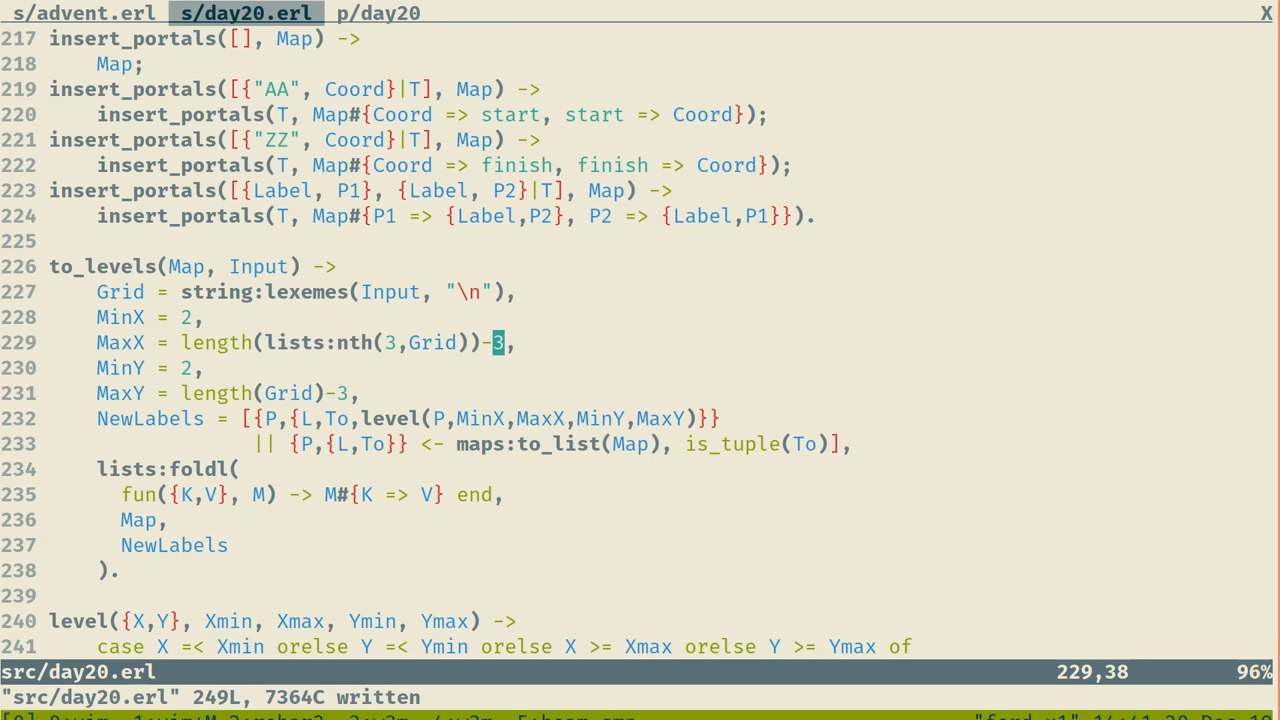 s/advent.erl  s/day20.erl  p/day20 X
217 insert_portals([], Map) ->
218     Map;
219 insert_portals([{"AA", Coord}|T], Map) ->
220     insert_portals(T, Map#{Coord => start, start => Coord});
221 insert_portals([{"ZZ", Coord}|T], Map) ->
222     insert_portals(T, Map#{Coord => finish, finish => Coord});
223 insert_portals([{Label, P1}, {Label, P2}|T], Map) ->
224     insert_portals(T, Map#{P1 => {Label,P2}, P2 => {Label,P1}}).
225
226 to_levels(Map, Input) ->
227     Grid = string:lexemes(Input, "\n"),
228     MinX = 2,
229     MaxX = length(lists:nth(3,Grid))-3,
230     MinY = 2,
231     MaxY = length(Grid)-3,
232     NewLabels = [{P,{L,To,level(P,MinX,MaxX,MinY,MaxY)}}
233                  || {P,{L,To}} <- maps:to_list(Map), is_tuple(To)],
234     lists:foldl(
235       fun({K,V}, M) -> M#{K => V} end,
236       Map,
237       NewLabels
238     ).
239
240 level({X,Y}, Xmin, Xmax, Ymin, Ymax) ->
241     case X =< Xmin orelse Y =< Ymin orelse X >= Xmax orelse Y >= Ymax of
src/day20.erl 229,38 96%
"src/day20.erl" 249L, 7364C written